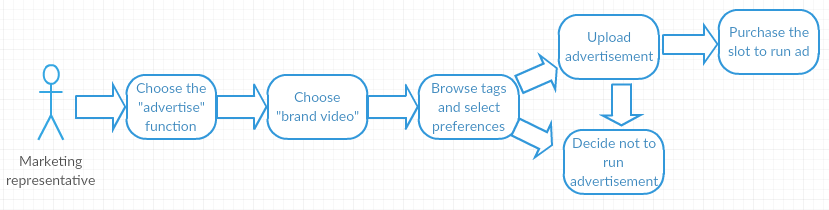 Marketing
representative
Choose the
"advertise"
function
Choose
"brand video"
Browse tags
and select
preferences
Upload
advertisement
Purchase the
slot to run ad
Decide not to
run
advertisement